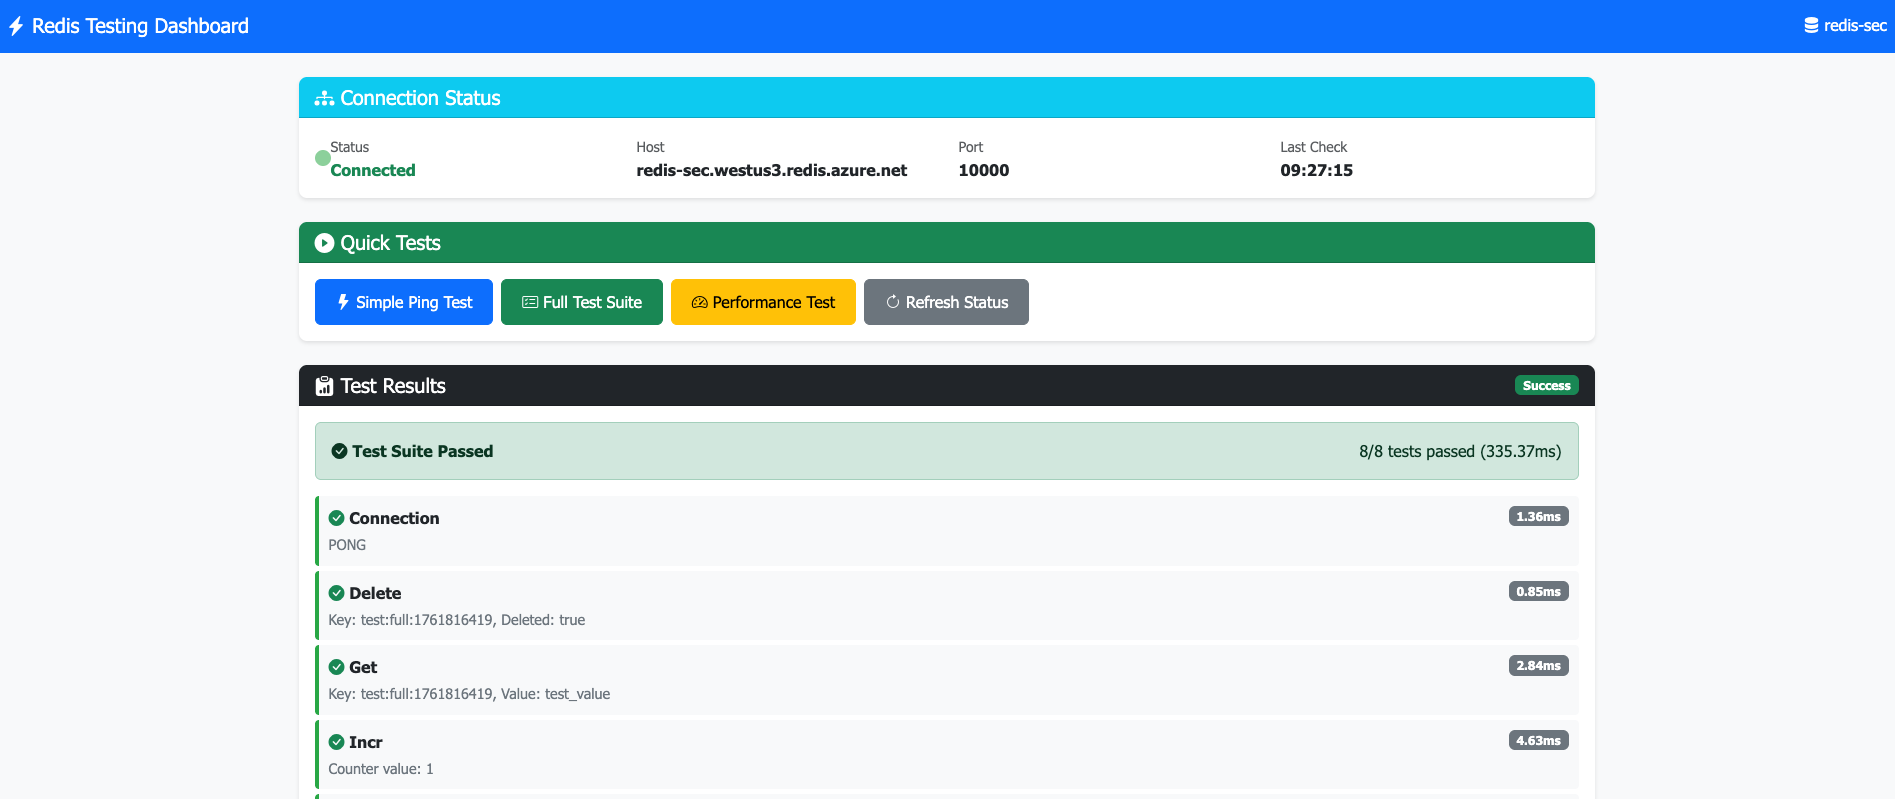 Redis Testing Dashboard
redis-sec
Connection Status
Status
Connected
Host
redis-sec.westus3.redis.azure.net
Port
10000
Last Check
09:27:15
Quick Tests
Simple Ping Test
Full Test Suite
Performance Test
Refresh Status
Test Results
Success
Test Suite Passed
8/8 tests passed (335.37ms)
Connection
1.36ms
PONG
Delete
0.85ms
Key: test:full:1761816419, Deleted: true
Get
2.84ms
Key: test:full:1761816419, Value: test_value
Incr
4.63ms
Counter value: 1